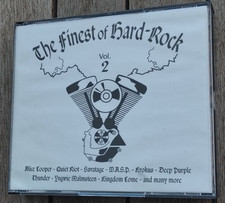 The Finest of Hard-Rock
Vol.
2
Alice Cooper - Quiet Riot - Savatage - W.A.S.P. - Krokus - Deep Purple
Thunder - Yngwie Malmsteen - Kingdom Come - and many more